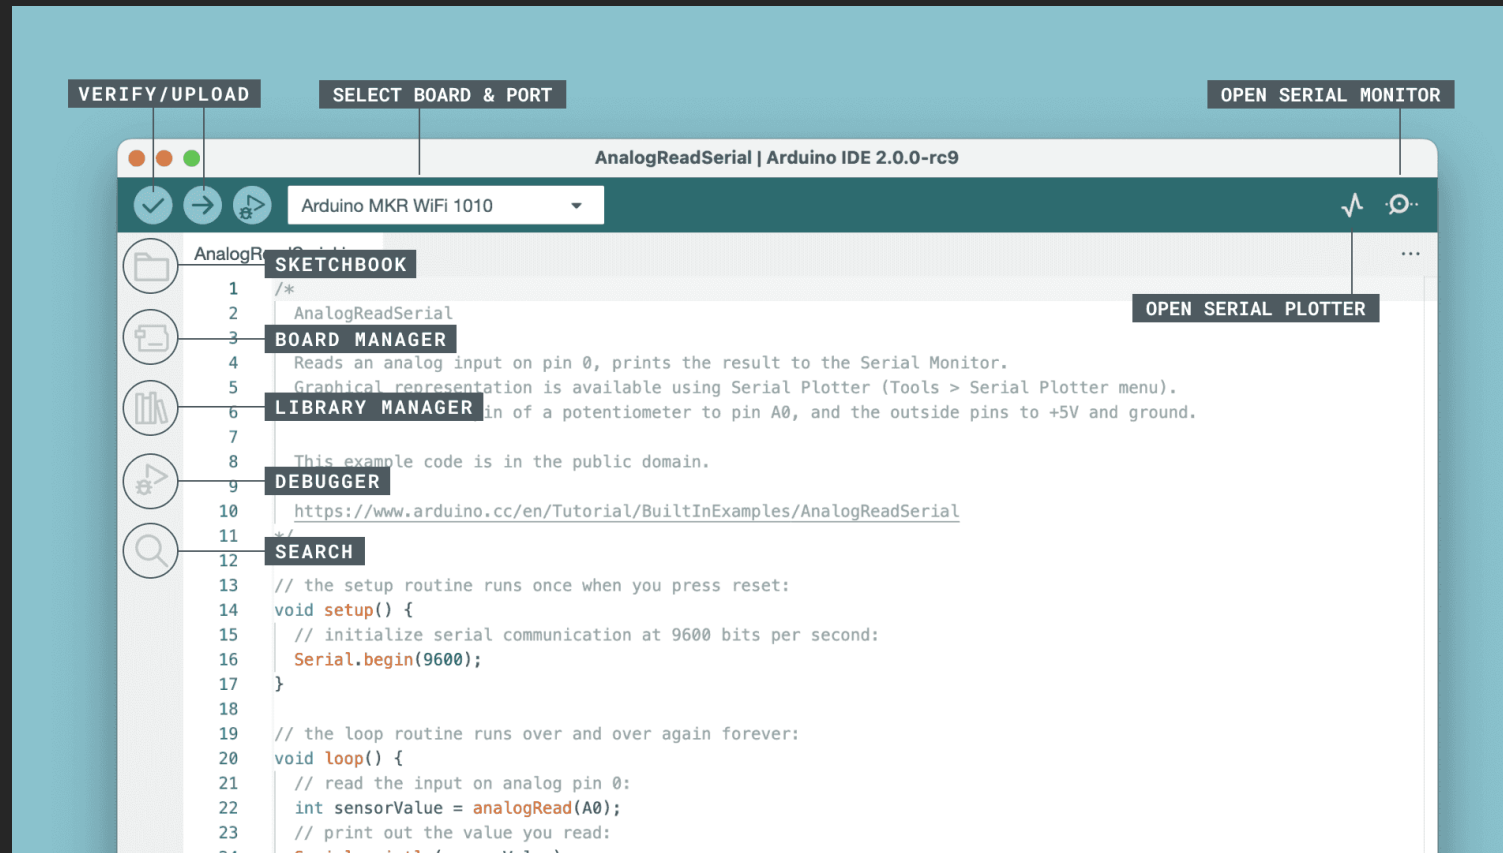 VERIFY/UPLOAD
SELECT BOARD & PORT
OPEN SERIAL MONITOR
AnalogReadSerial | Arduino IDE 2.0.0-rc9
Arduino MKR WiFi 1010
SKETCHBOOK
...
1 /*
2 AnalogReadSerial
OPEN SERIAL PLOTTER
3
BOARD MANAGER
4 Reads an analog input on pin 0, prints the result to the Serial Monitor.
5 Graphical representation is available using Serial Plotter (Tools > Serial Plotter menu).
LIBRARY MANAGER
6 of a potentiometer to pin A0, and the outside pins to +5V and ground.
7
8 This example code is in the public domain.
DEBUGGER
9
10 https://www.arduino.cc/en/Tutorial/BuiltInExamples/AnalogReadSerial
11 */
SEARCH
12
13 // the setup routine runs once when you press reset:
14 void setup() {
15 // initialize serial communication at 9600 bits per second:
16 Serial.begin(9600);
17 }
18
19 // the loop routine runs over and over again forever:
20 void loop() {
21 // read the input on analog pin 0:
22 int sensorValue = analogRead(A0);
23 // print out the value you read: